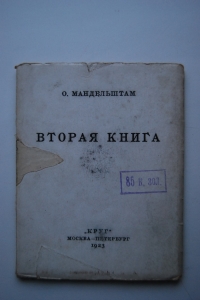 О. МАНДЕЛЬШТАМ
ВТОРАЯ КНИГА
„КРУГ“
МОСКВА–ПЕТЕРБУРГ
1923